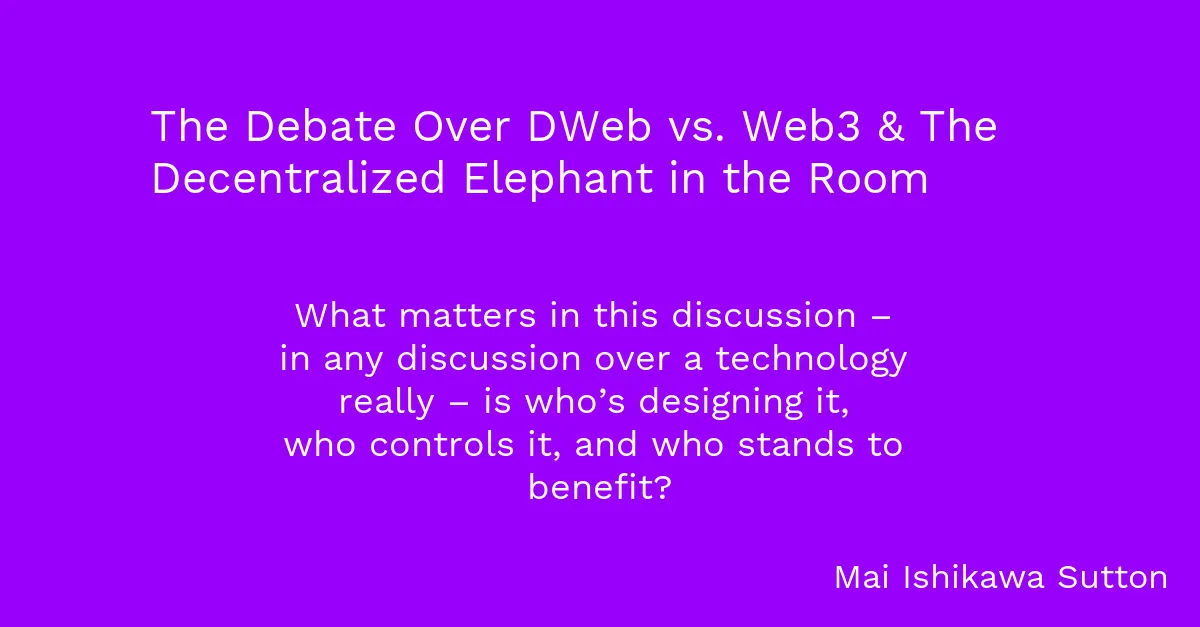 The Debate Over DWeb vs. Web3 & The
Decentralized Elephant in the Room
What matters in this discussion –
in any discussion over a technology
really – is who’s designing it,
who controls it, and who stands to
benefit?
Mai Ishikawa Sutton